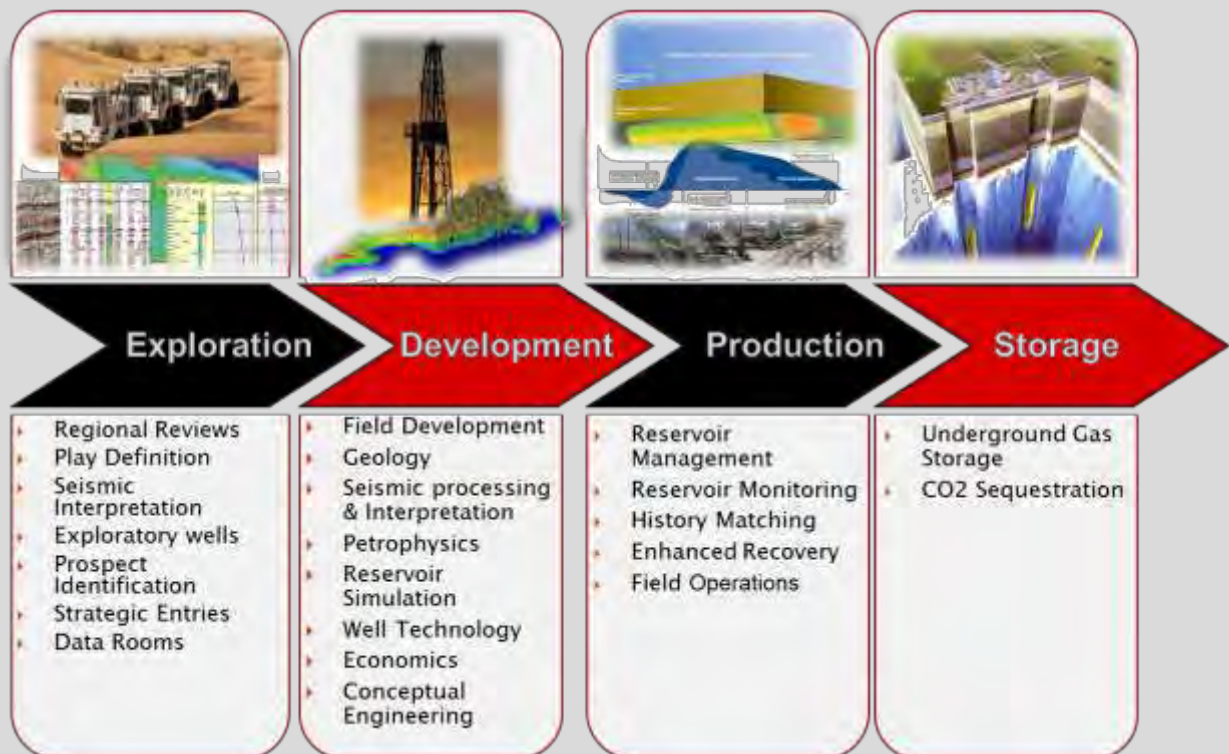 Exploration
Development
Production
Storage
Regional Reviews
Play Definition
Seismic
Interpretation
Exploratory wells
Prospect
Identification
Strategic Entries
Data Rooms
Field Development
Geology
Seismic processing
& Interpretation
Petrophysics
Reservoir
Simulation
Well Technology
Economics
Conceptual
Engineering
Reservoir
Management
Reservoir Monitoring
History Matching
Enhanced Recovery
Field Operations
Underground Gas
Storage
CO2 Sequestration